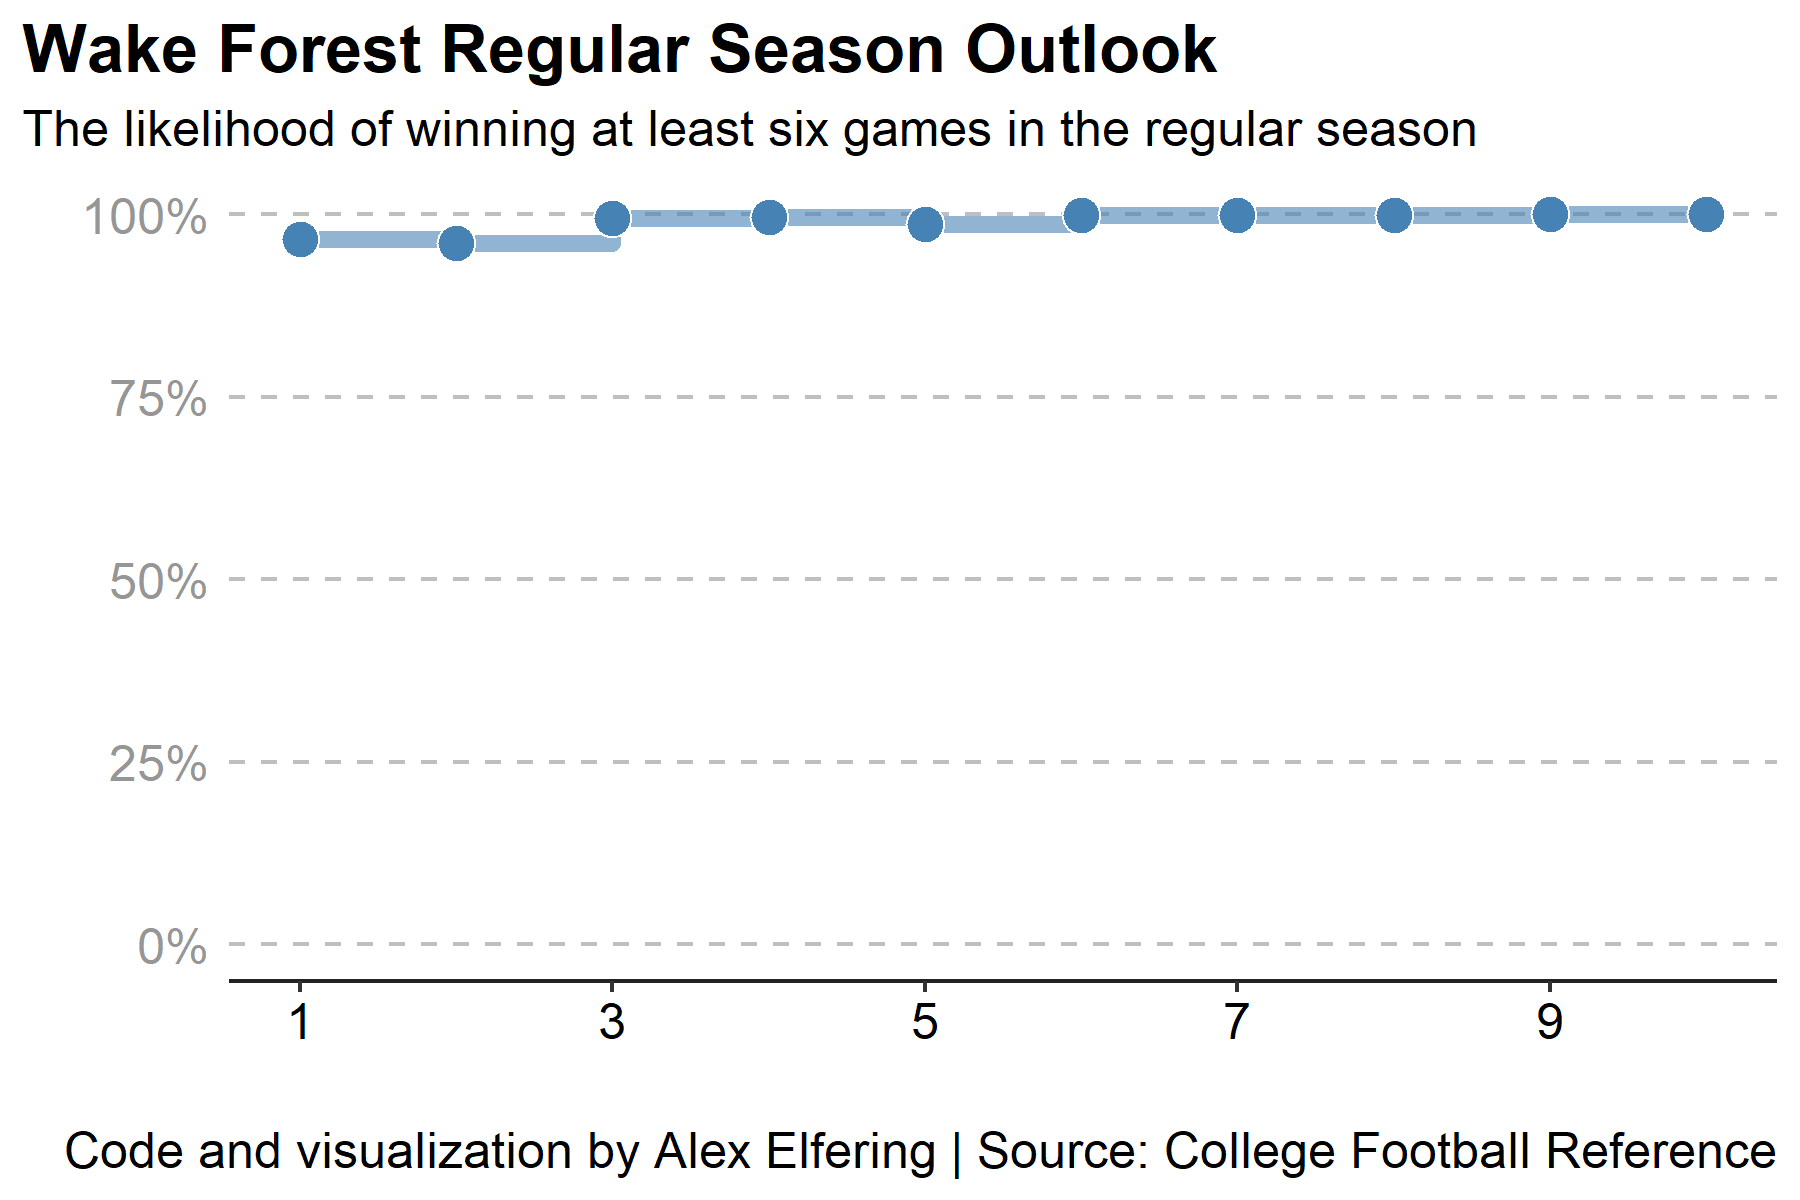 Wake Forest Regular Season Outlook
The likelihood of winning at least six games in the regular season
100%
75%
50%
25%
0%
1 3 5 7 9
Code and visualization by Alex Elfering | Source: College Football Reference